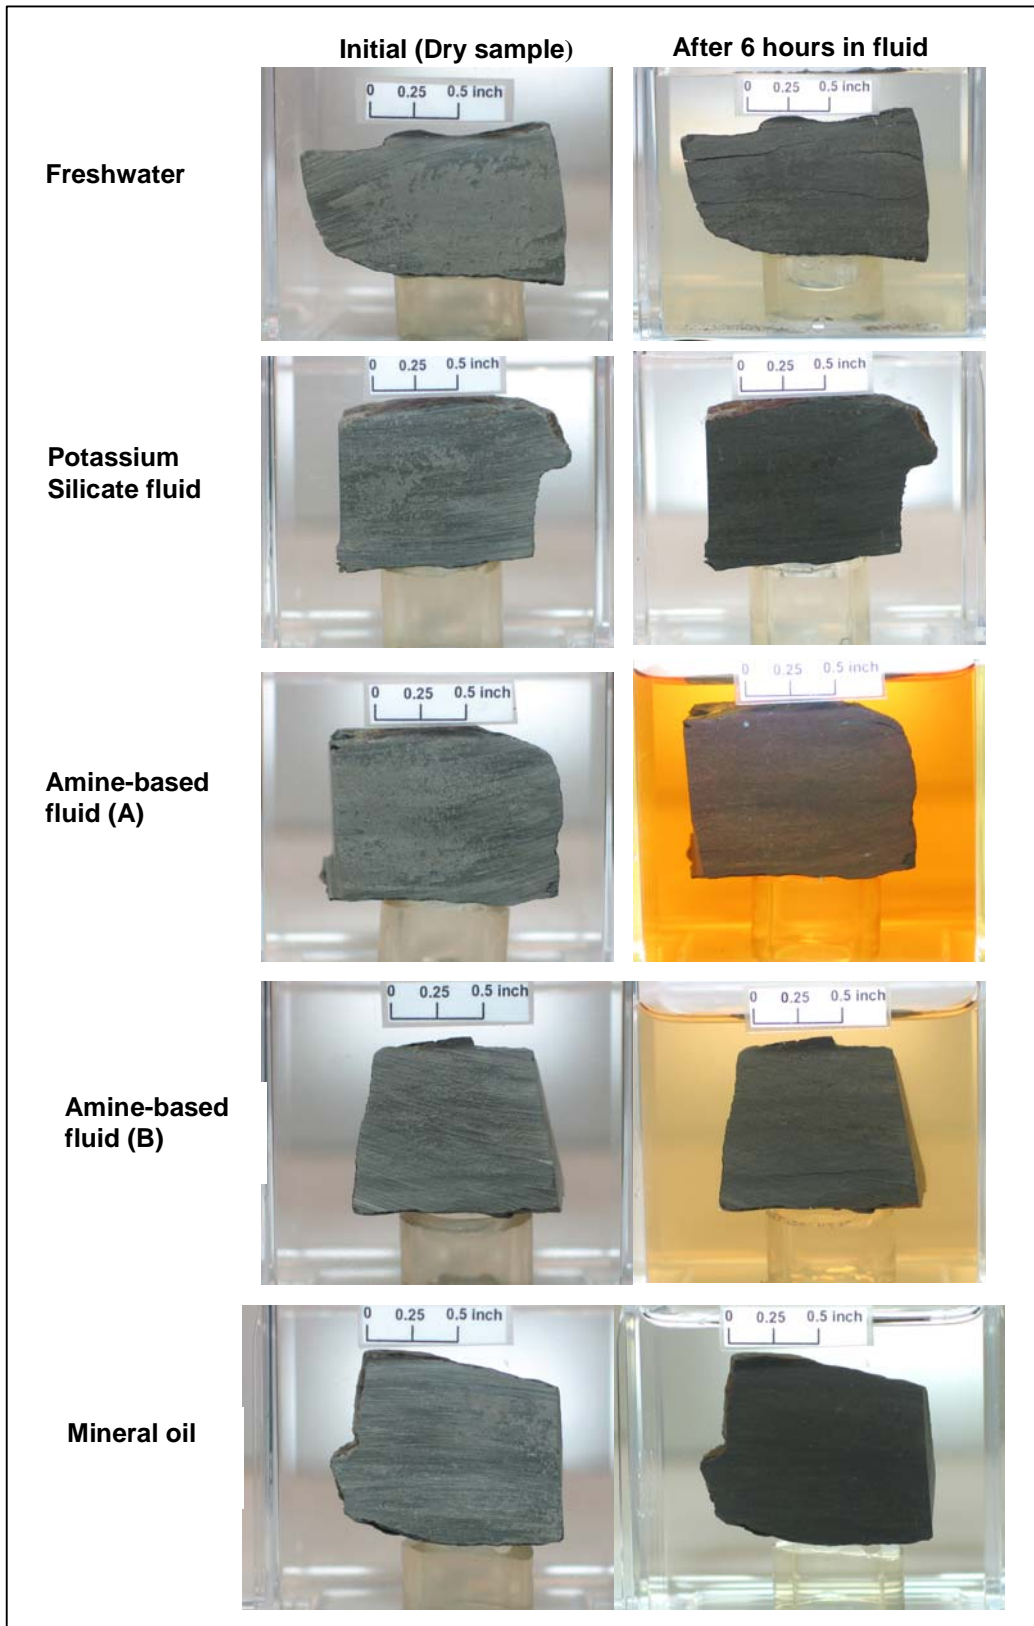 Initial (Dry sample) After 6 hours in fluid
0 0.25 0.5 inch 0 0.25 0.5 inch
Freshwater
0 0.25 0.5 inch 0 0.25 0.5 inch
Potassium
Silicate fluid
0 0.25 0.5 inch 0 0.25 0.5 inch
Amine-based
fluid (A)
0 0.25 0.5 inch 0 0.25 0.5 inch
Amine-based
fluid (B)
0 0.25 0.5 inch 0 0.25 0.5 inch
Mineral oil